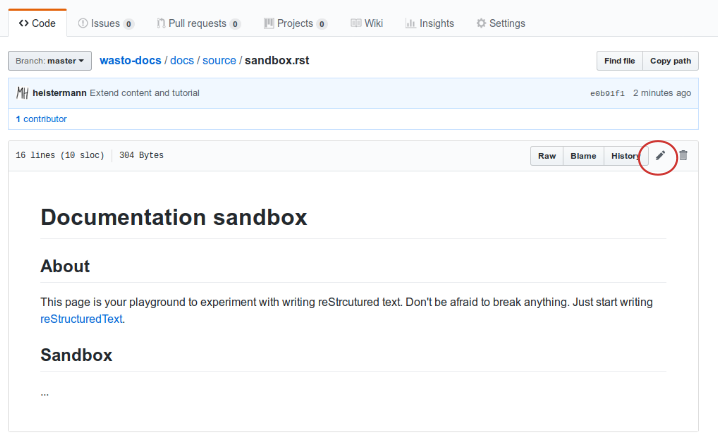 Code Issues 0 Pull requests 0 Projects 0 Wiki Insights Settings
Branch: master wasto-docs / docs / source / sandbox.rst Find file Copy path
MH heistermann Extend content and tutorial e0b91f1 2 minutes ago
1 contributor
16 lines (10 sloc) 304 Bytes Raw Blame History
Documentation sandbox
About
This page is your playground to experiment with writing reStrcutured text. Don't be afraid to break anything. Just start writing
reStructuredText.
Sandbox
...